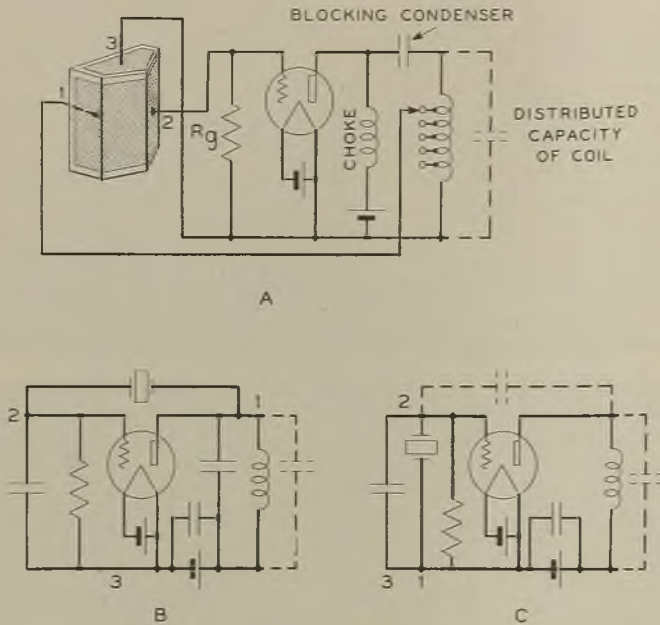 BLOCKING CONDENSER
3
1
2
Rg
CHOKE
DISTRIBUTED
CAPACITY
OF COIL
A
2
1
3
B
2
3
1
C